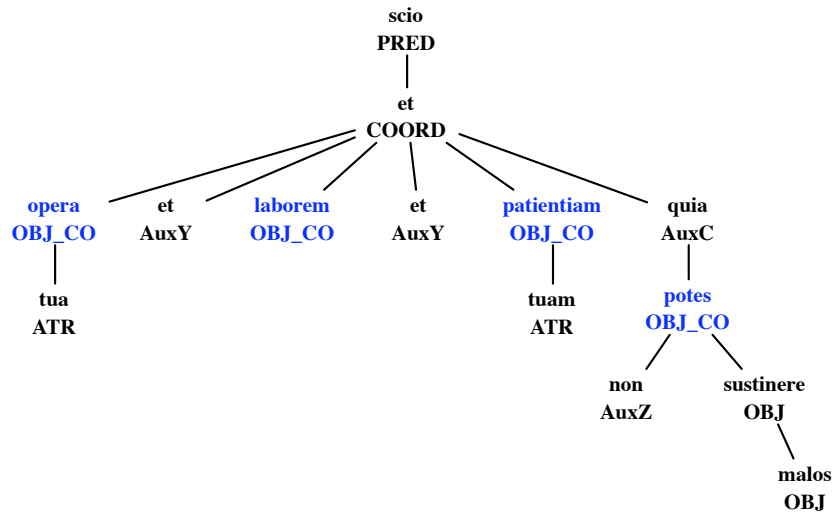 scio
PRED
et
COORD
opera et laborem et patientiam quia
OBJ_CO AuxY OBJ_CO AuxY OBJ_CO AuxC
tua tuam potes
ATR ATR OBJ_CO
non sustinere
AuxZ OBJ
malos
OBJ